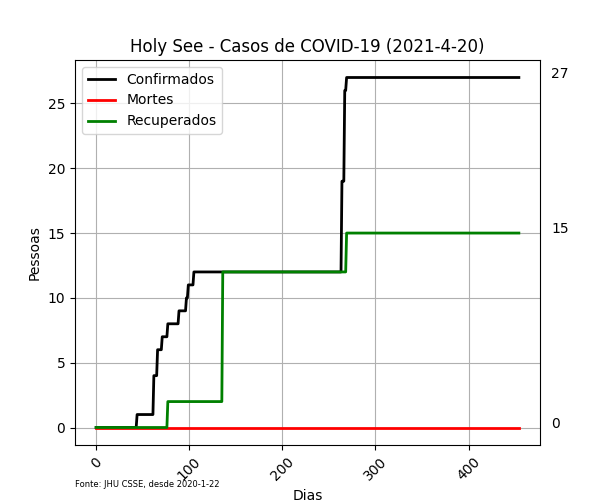 Holy See - Casos de COVID-19 (2021-4-20)
Confirmados
Mortes
Recuperados
27
25
20
15
15
10
5
0
0
Pessoas
0
100
200
300
400
Fonte: JHU CSSE, desde 2020-1-22
Dias